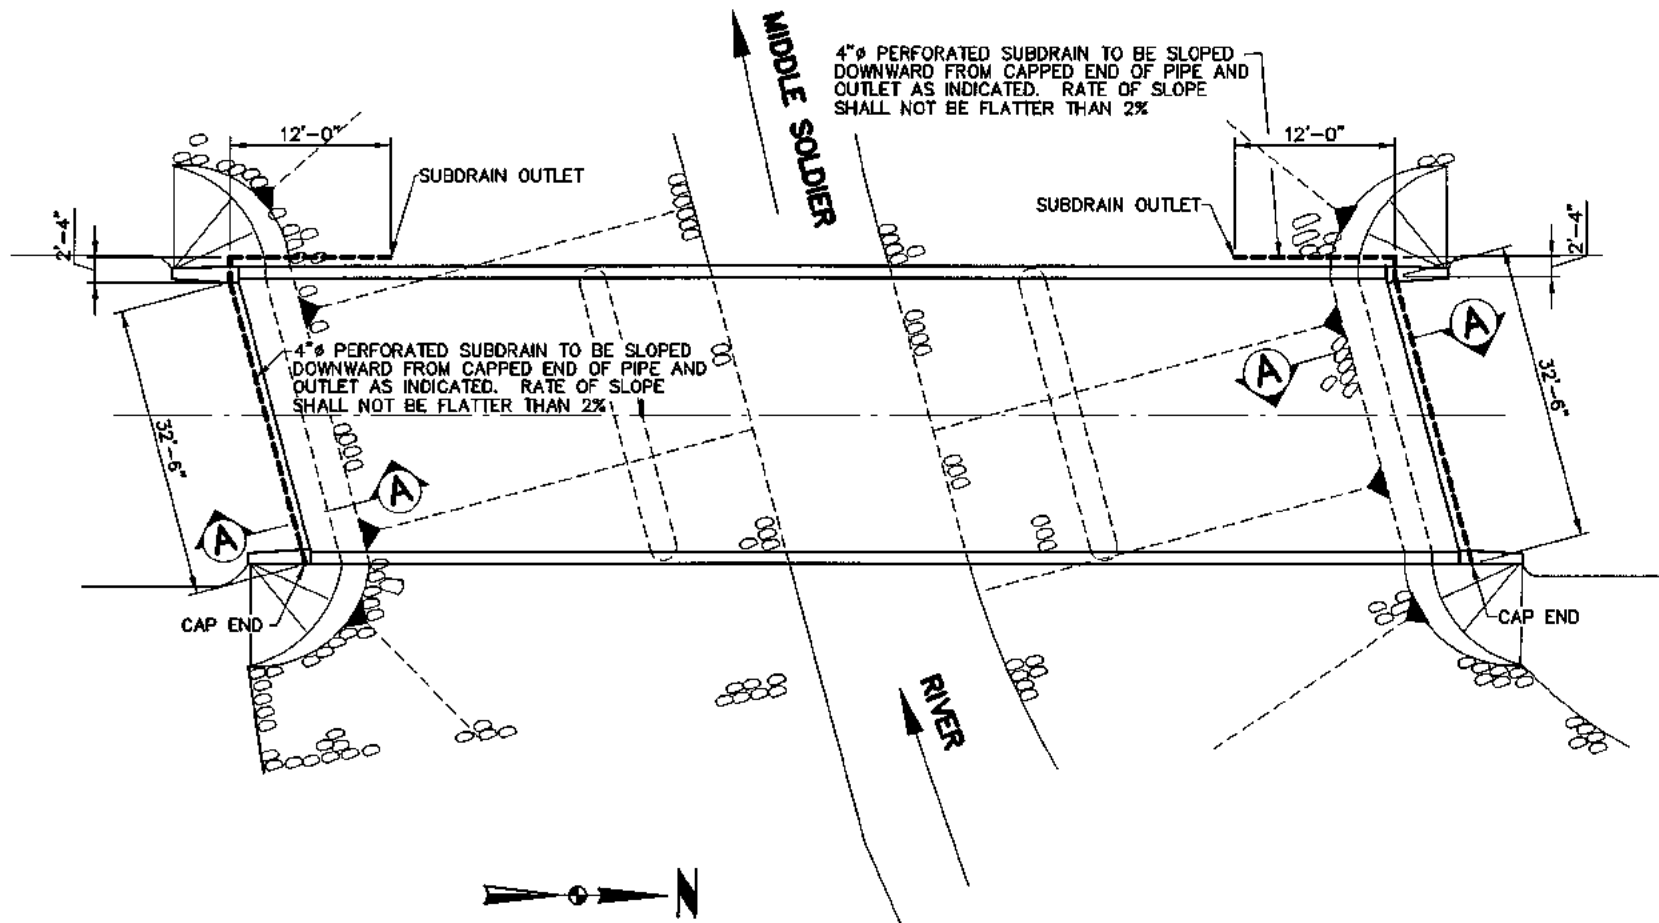 MIDDLE SOLDIER
4"ø PERFORATED SUBDRAIN TO BE SLOPED
DOWNWARD FROM CAPPED END OF PIPE AND
OUTLET AS INDICATED. RATE OF SLOPE
SHALL NOT BE FLATTER THAN 2%
12'-0"
12'-0"
SUBDRAIN OUTLET
SUBDRAIN OUTLET
2'-4"
2'-4"
A
A
4"ø PERFORATED SUBDRAIN TO BE SLOPED
DOWNWARD FROM CAPPED END OF PIPE AND
OUTLET AS INDICATED. RATE OF SLOPE
SHALL NOT BE FLATTER THAN 2%
32'-6"
32'-6"
A
A
CAP END
CAP END
RIVER
N